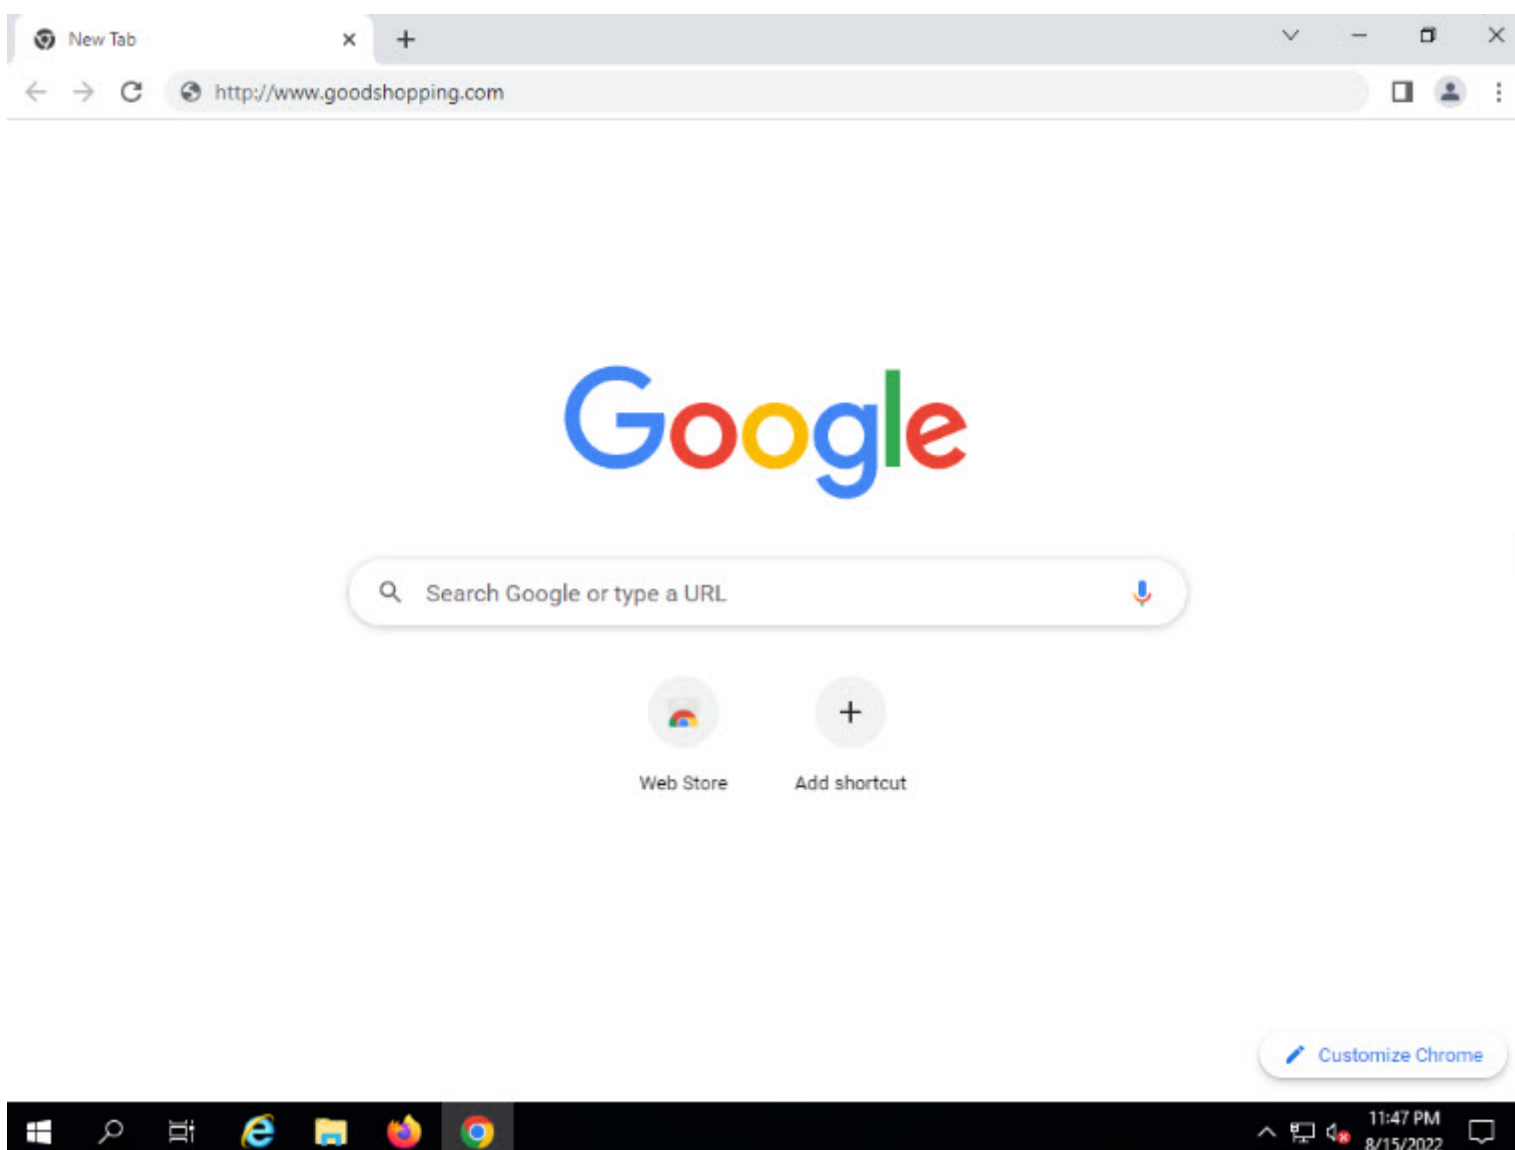 New Tab
http://www.goodshopping.com
Google
Search Google or type a URL
Web Store
Add shortcut
Customize Chrome
11:47 PM
8/15/2022